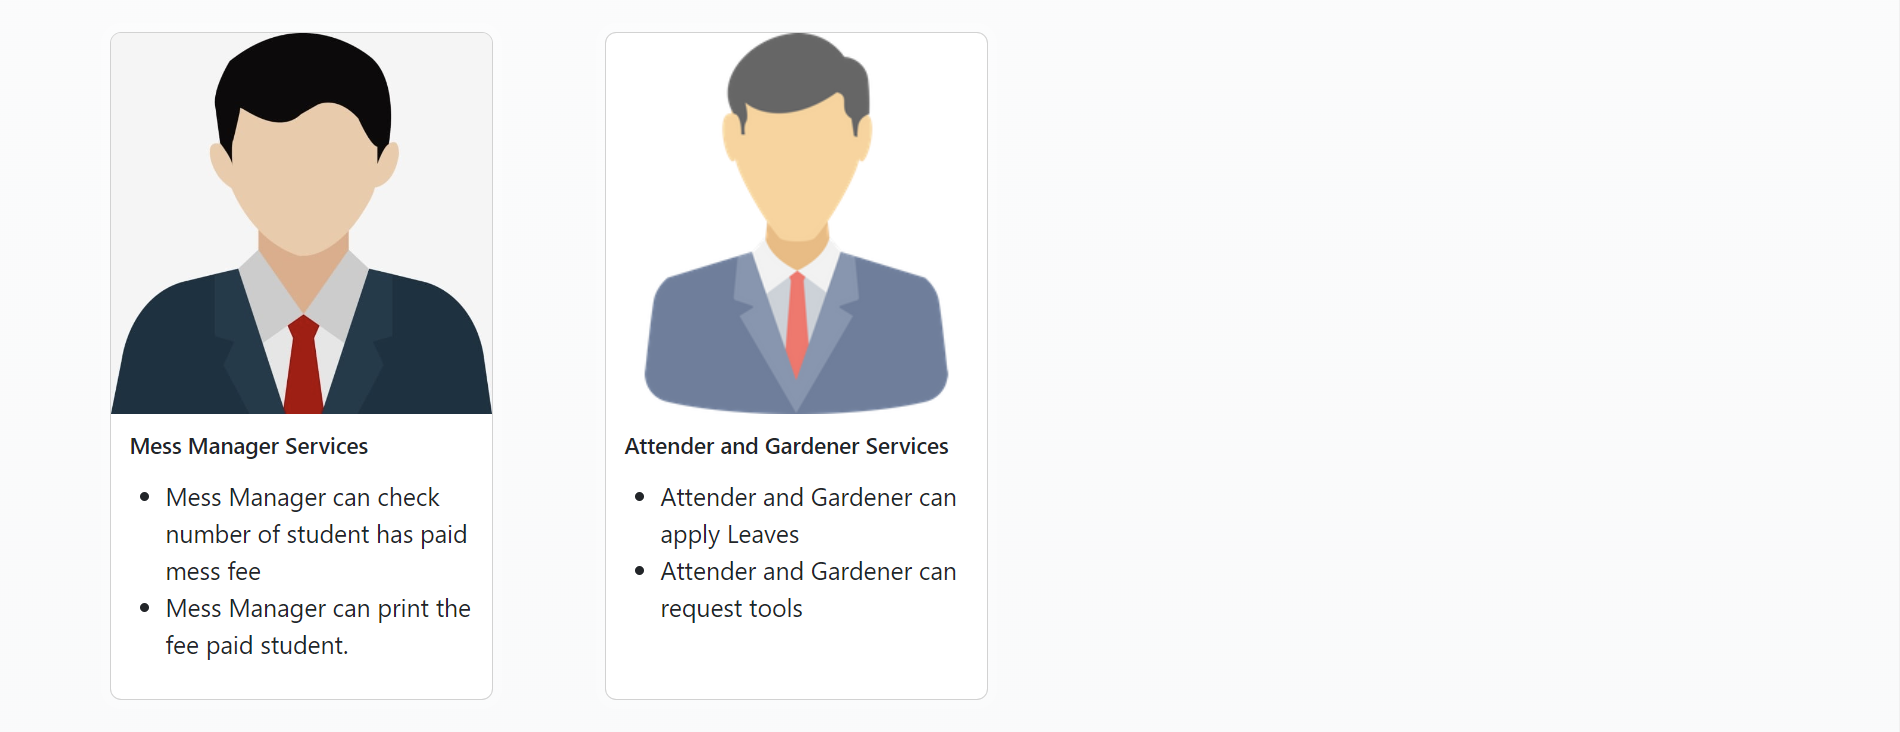 Mess Manager Services
Mess Manager can check
number of student has paid
mess fee
Mess Manager can print the
fee paid student.
Attender and Gardener Services
Attender and Gardener can
apply Leaves
Attender and Gardener can
request tools